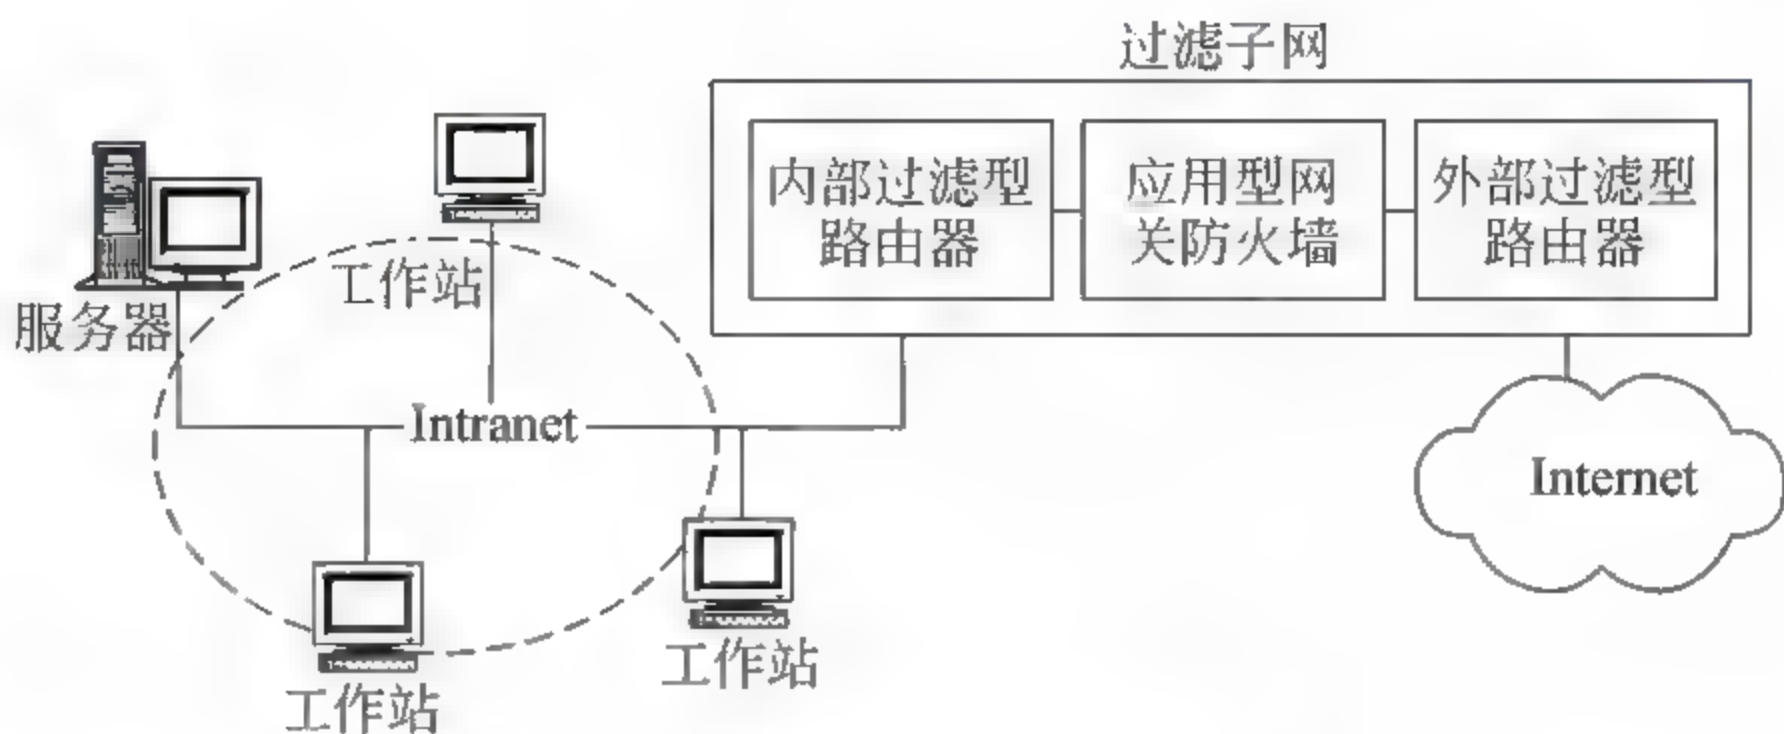 过滤子网
内部过滤型
路由器
应用型网
关防火墙
外部过滤型
路由器
工作站
服务器
Intranet
Internet
工作站
工作站